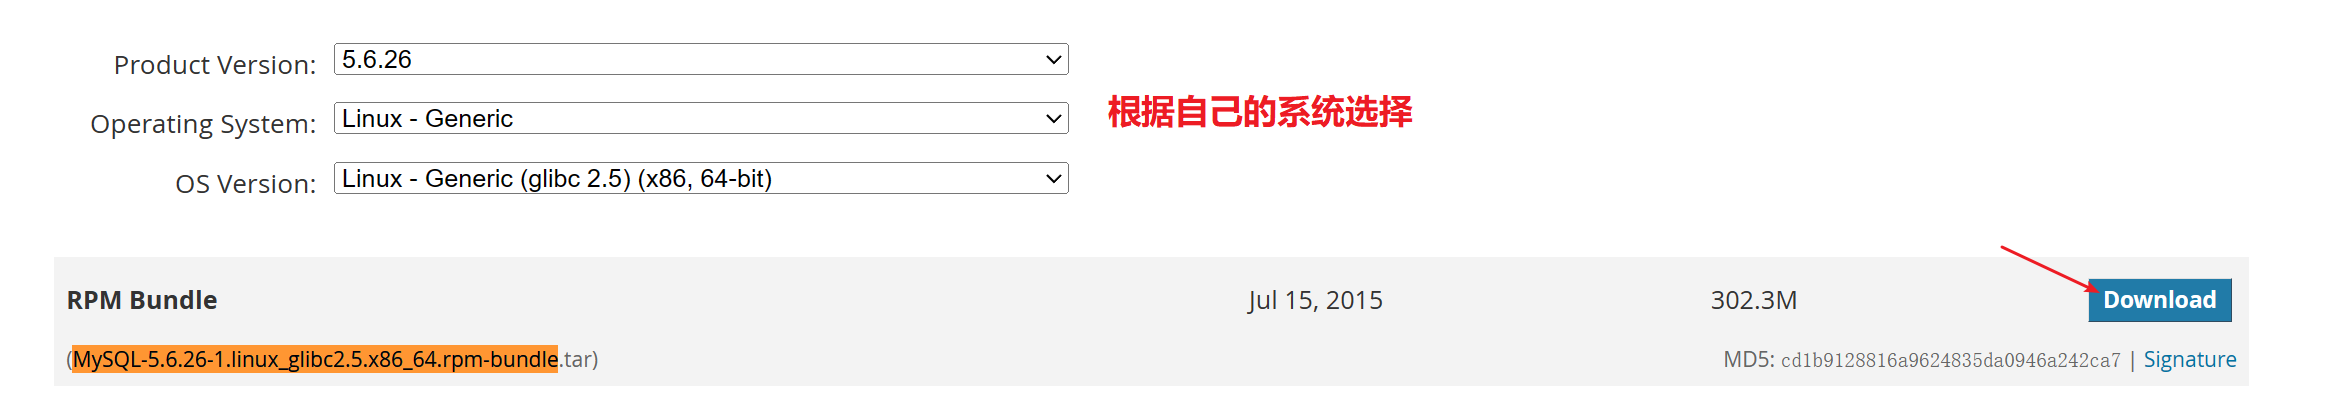 Product Version: 5.6.26
Operating System: Linux - Generic
根据自己的系统选择
OS Version: Linux - Generic (glibc 2.5) (x86, 64-bit)
RPM Bundle Jul 15, 2015 302.3M Download
(MySQL-5.6.26-1.linux_glibc2.5.x86_64.rpm-bundle.tar) MD5: cd1b9128816a9624835da0946a242ca7 | Signature